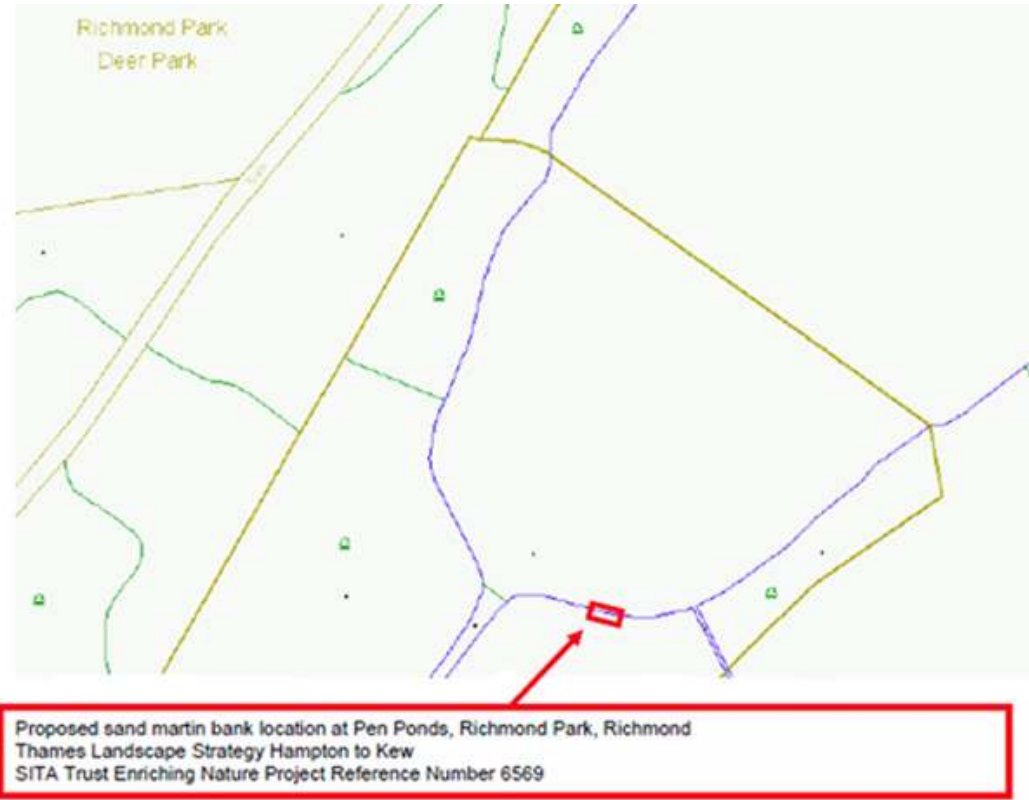 Richmond Park
Deer Park
Proposed sand martin bank location at Pen Ponds, Richmond Park, Richmond
Thames Landscape Strategy Hampton to Kew
SITA Trust Enriching Nature Project Reference Number 6569